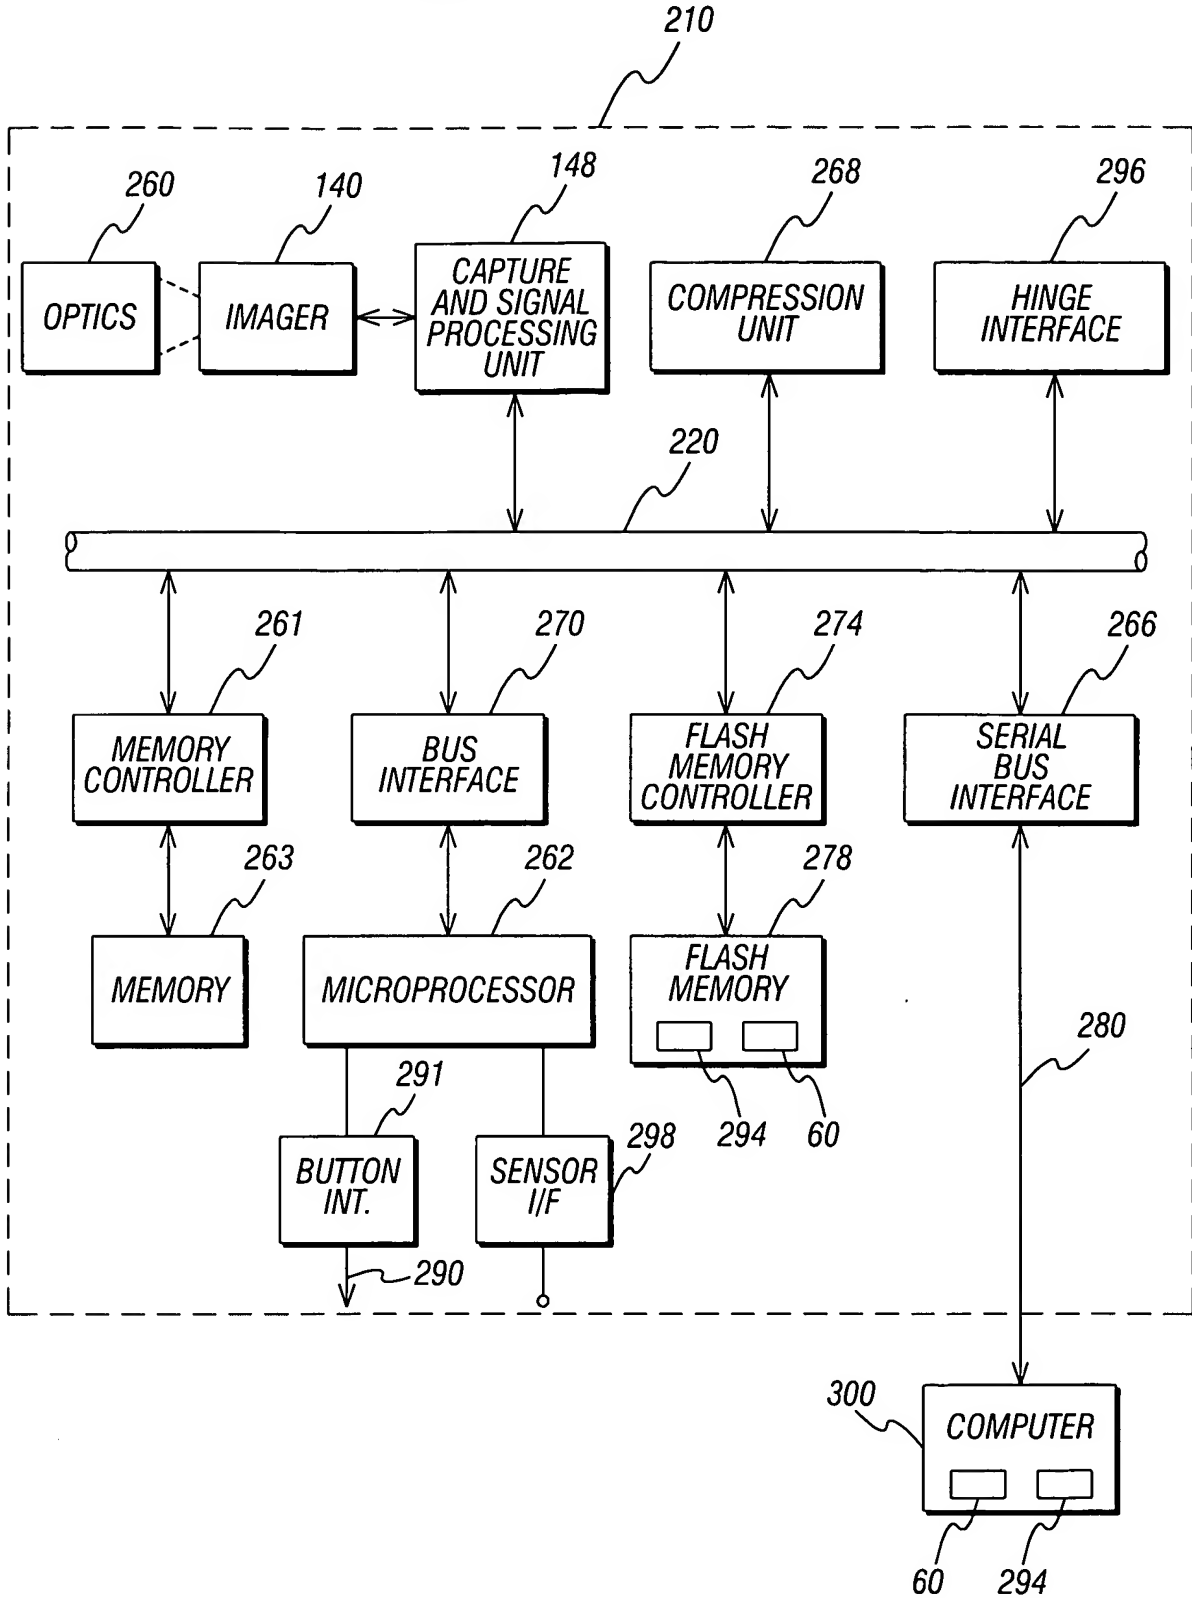 210
260
140
148
268
296
OPTICS
IMAGER
CAPTURE
AND SIGNAL
PROCESSING
UNIT
COMPRESSION
UNIT
HINGE
INTERFACE
220
261
270
274
266
MEMORY
CONTROLLER
BUS
INTERFACE
FLASH
MEMORY
CONTROLLER
SERIAL
BUS
INTERFACE
263
262
278
MEMORY
MICROPROCESSOR
FLASH
MEMORY
280
291
294
60
298
BUTTON
INT.
SENSOR
I/F
290
300
COMPUTER
60
294